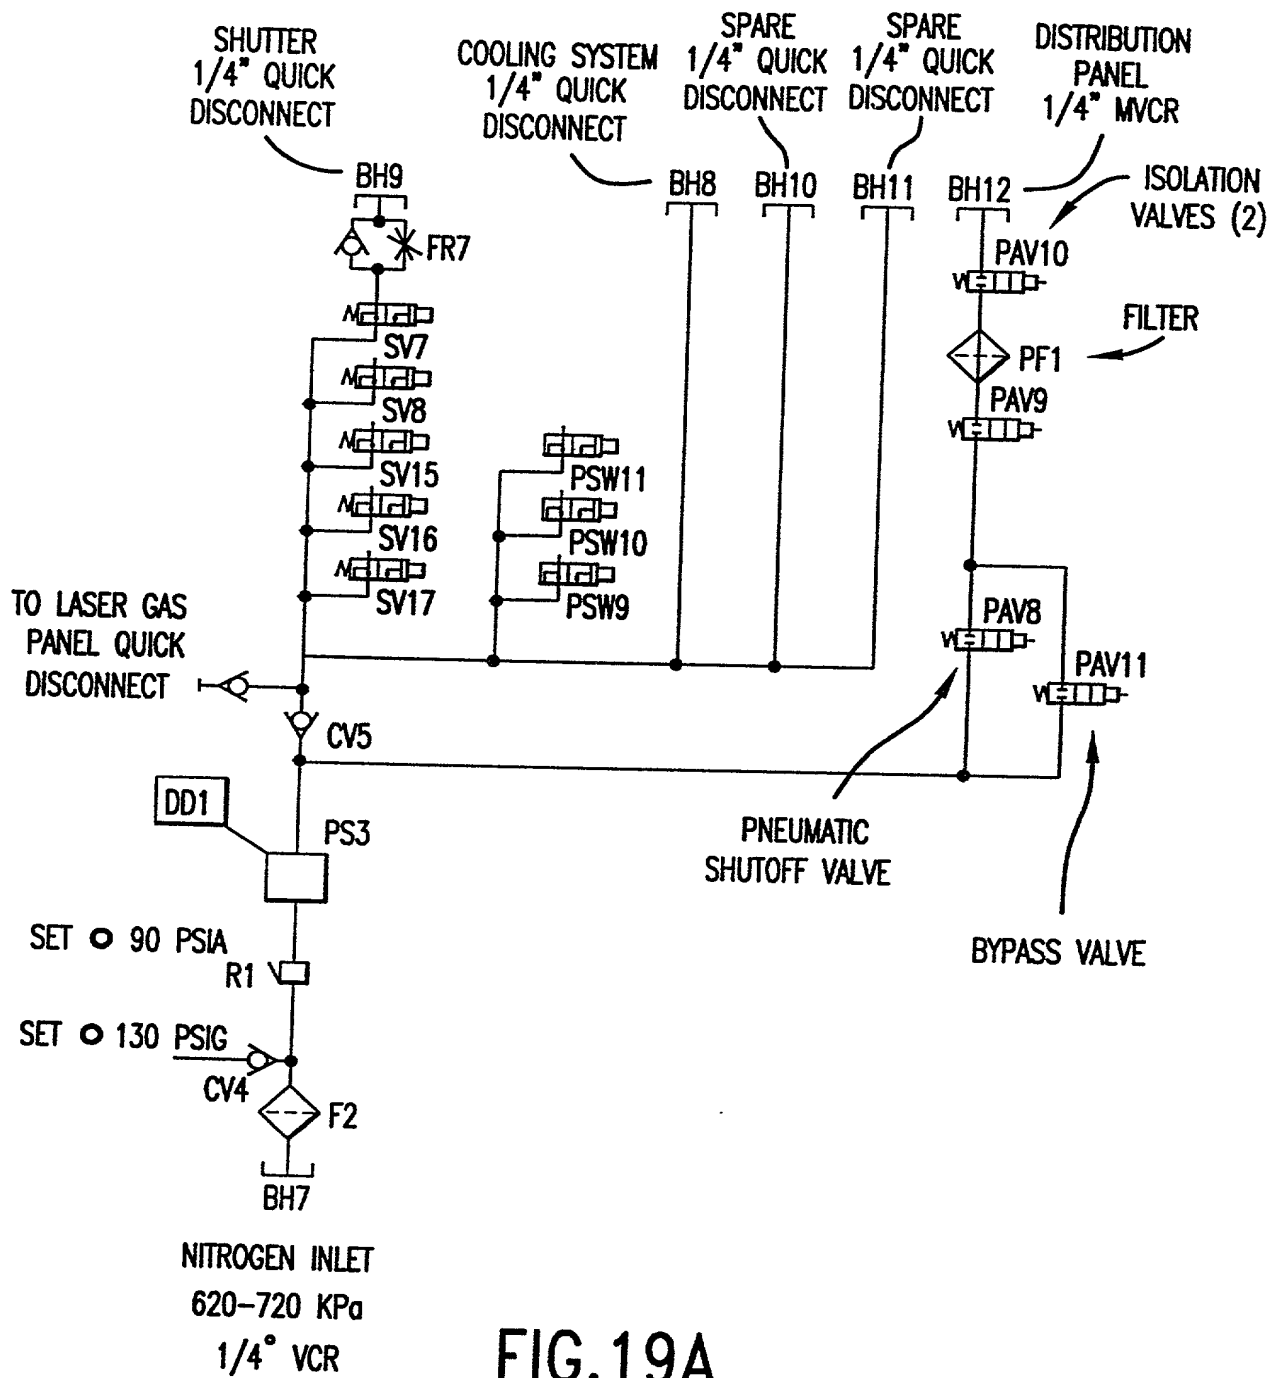 SHUTTER
1/4" QUICK
DISCONNECT
COOLING SYSTEM
1/4" QUICK
DISCONNECT
SPARE
1/4" QUICK
DISCONNECT
SPARE
1/4" QUICK
DISCONNECT
DISTRIBUTION
PANEL
1/4" MVCR
BH9
BH8
BH10
BH11
BH12
ISOLATION
VALVES (2)
FR7
PAV10
SV7
FILTER
PF1
SV8
PAV9
SV15
PSW11
SV16
PSW10
SV17
PSW9
TO LASER GAS
PANEL QUICK
DISCONNECT
PAV8
PAV11
CV5
DD1
PS3
PNEUMATIC
SHUTOFF VALVE
BYPASS VALVE
SET O 90 PSIA
R1
SET O 130 PSIG
CV4
F2
BH7
NITROGEN INLET
620-720 KPa
1/4° VCR
FIG.19A